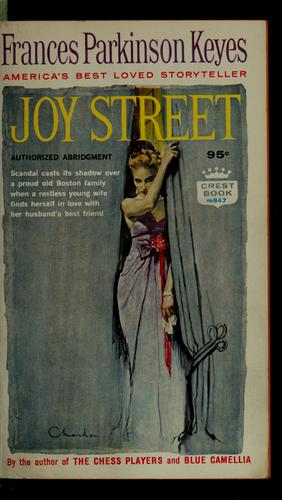 Frances Parkinson Keyes
AMERICA'S BEST LOVED STORYTELLER
JOY STREET
AUTHORIZED ABRIDGMENT
95¢
Scandal casts its shadow over
a proud old Boston family
when a restless young wife
finds herself in love with
her husband's best friend
CREST
BOOK
m847
By the author of THE CHESS PLAYERS and BLUE CAMELLIA